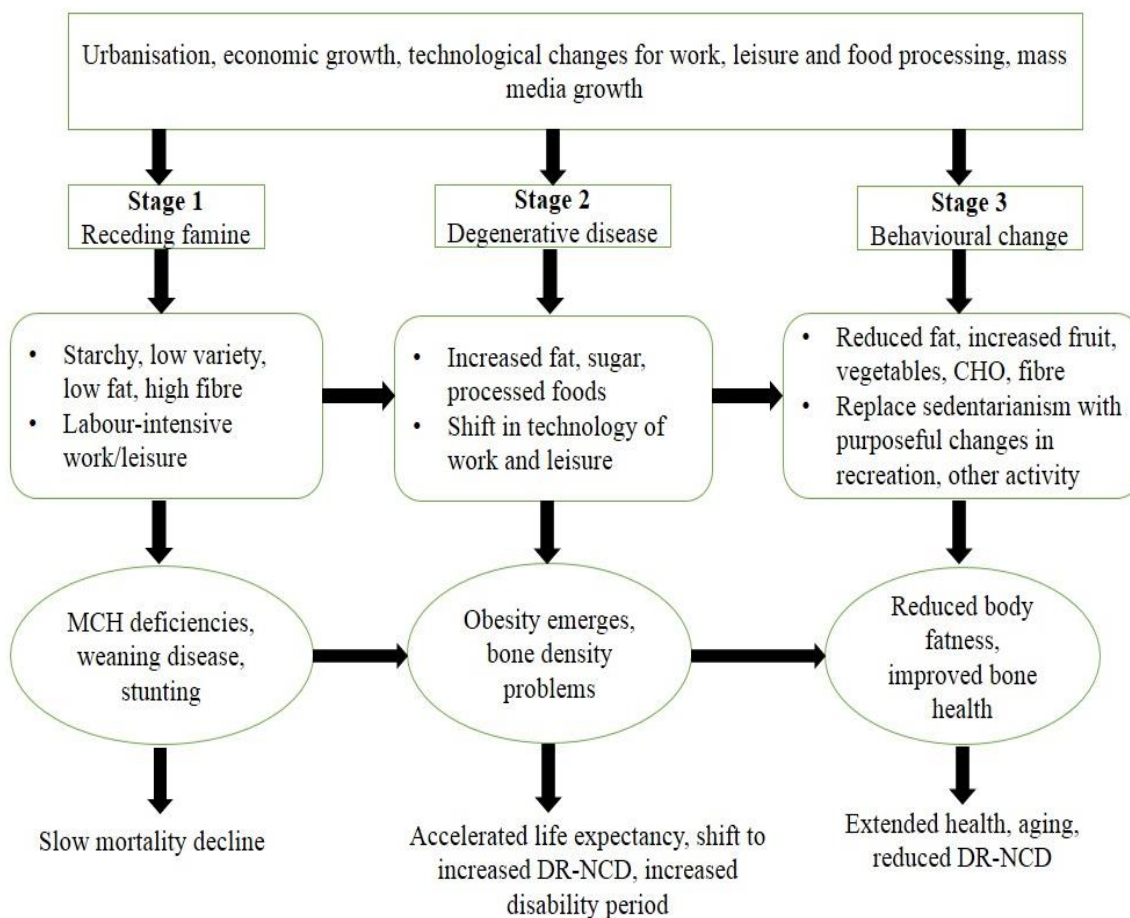 Urbanisation, economic growth, technological changes for work, leisure and food processing, mass
media growth
Stage 1
Receding famine
Stage 2
Degenerative disease
Stage 3
Behavioural change
• Starchy, low variety,
low fat, high fibre
• Labour-intensive
work/leisure
• Increased fat, sugar,
processed foods
• Shift in technology of
work and leisure
• Reduced fat, increased fruit,
vegetables, CHO, fibre
• Replace sedentarianism with
purposeful changes in
recreation, other activity
MCH deficiencies,
weaning disease,
stunting
Obesity emerges,
bone density
problems
Reduced body
fatness,
improved bone
health
Slow mortality decline
Accelerated life expectancy, shift to
increased DR-NCD, increased
disability period
Extended health, aging,
reduced DR-NCD